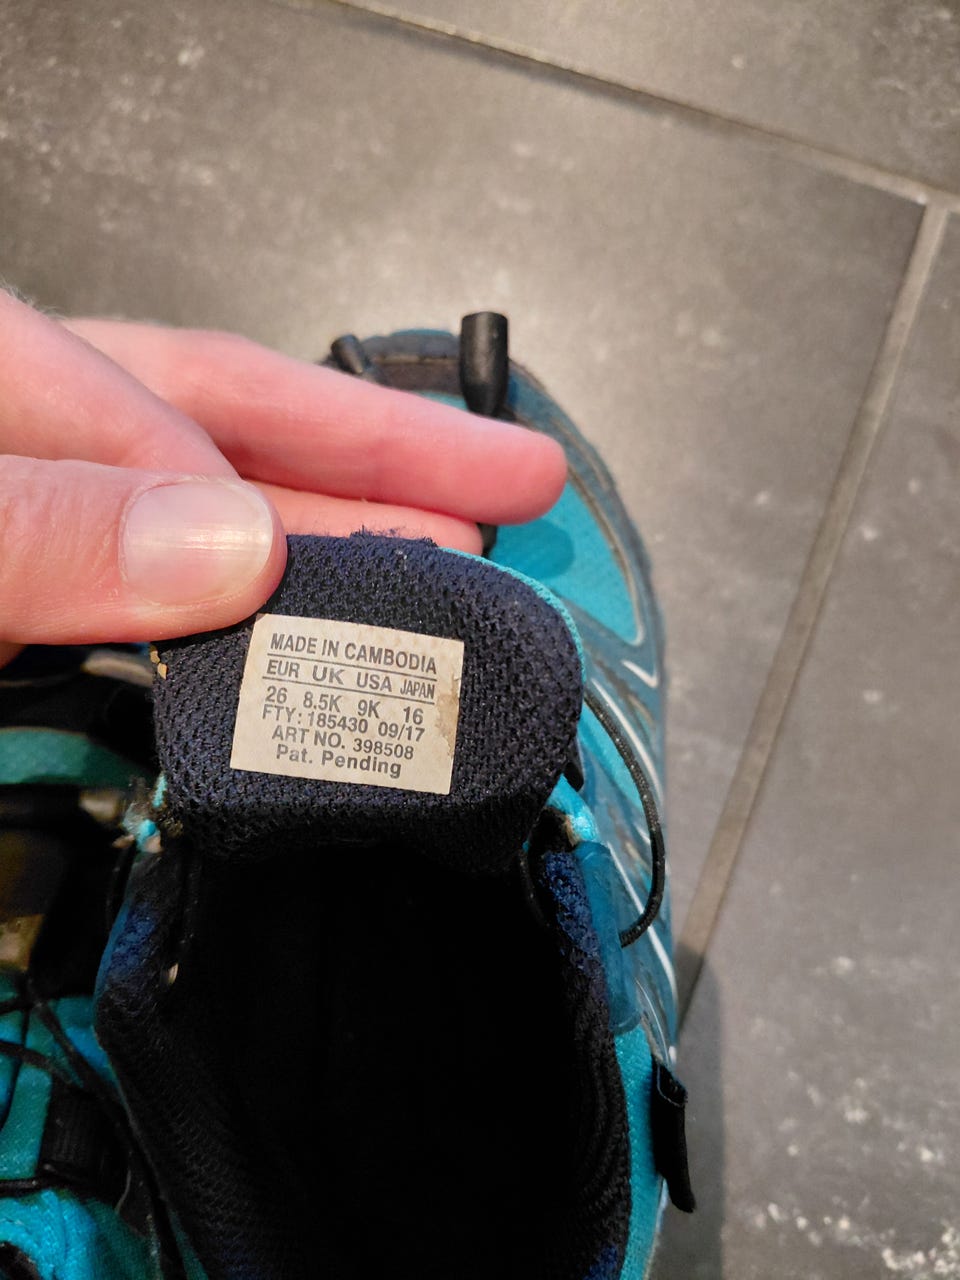 MADE IN CAMBODIA
EUR UK USA JAPAN
26 8.5K 9K 16
FTY: 185430 09/17
ART NO. 398508
Pat. Pending